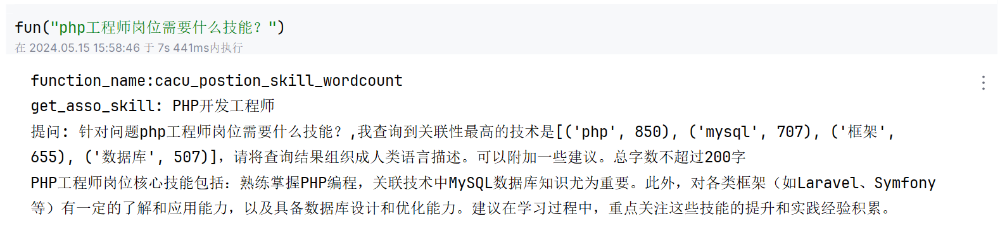 fun("php工程师岗位需要什么技能？")
在 2024.05.15 15:58:46 于 7s 441ms内执行
function_name:cacu_postion_skill_wordcount
get_asso_skill: PHP开发工程师
提问: 针对问题php工程师岗位需要什么技能？,我查询到关联性最高的技术是[('php', 850), ('mysql', 707), ('框架',
655), ('数据库', 507)]，请将查询结果组织成人类语言描述。可以附加一些建议。总字数不超过200字
PHP工程师岗位核心技能包括：熟练掌握PHP编程，关联技术中MySQL数据库知识尤为重要。此外，对各类框架（如Laravel、Symfony
等）有一定的了解和应用能力，以及具备数据库设计和优化能力。建议在学习过程中，重点关注这些技能的提升和实践经验积累。